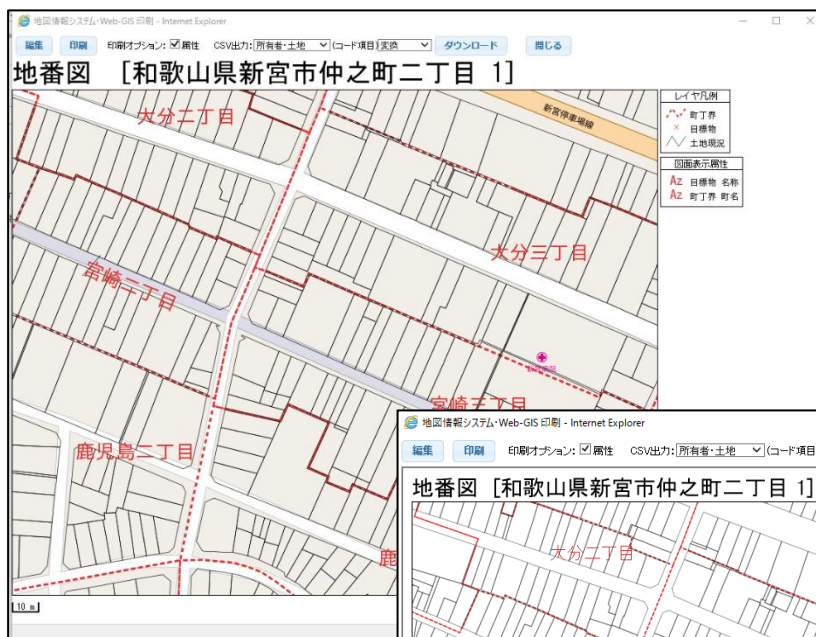 地図情報システム・Web-GIS 印刷 - Internet Explorer
編集 印刷 印刷オプション: 属性 CSV出力: 所有者・土地 (コード項目) 変換 ダウンロード 閉じる
地番図 [和歌山県新宮市仲之町二丁目 1]
レイヤ凡例
町丁界
目標物
土地現況
図面表示属性
Az 目標物 名称
Az 町丁界 町名
大分二丁目
新宮停車場線
大分三丁目
宮崎二丁目
宮崎三丁目
鹿児島二丁目
鹿
10 m
地図情報システム・Web-GIS 印刷 - Internet Explorer
編集 印刷 印刷オプション: 属性 CSV出力: 所有者・土地 (コード項目
地番図 [和歌山県新宮市仲之町二丁目 1]
大分二丁目